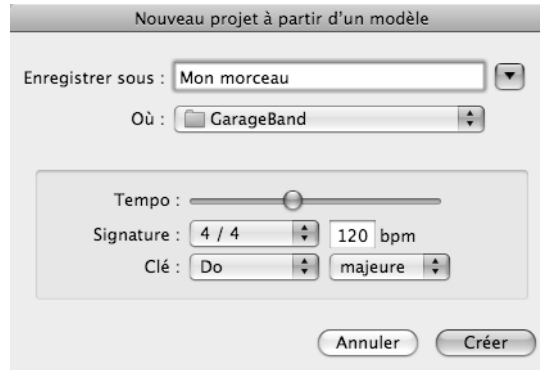 Nouveau projet à partir d'un modèle
Enregistrer sous : Mon morceau
Où : GarageBand
Tempo :
Signature : 4 / 4 120 bpm
Clé : Do majeure
Annuler Créer